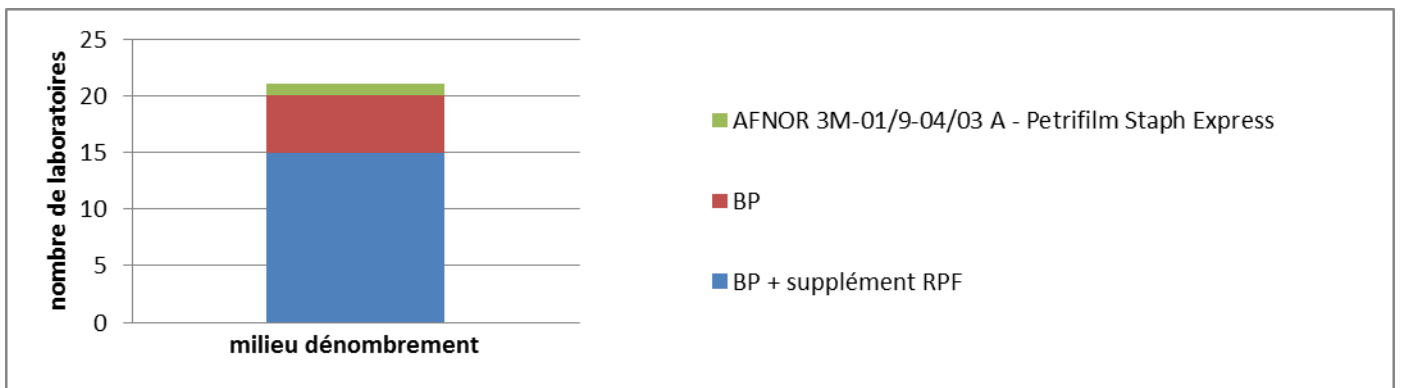 nombre de laboratoires
25
20
15
10
5
0
milieu dénombrement
AFNOR 3M-01/9-04/03 A - Petrifilm Staph Express
BP
BP + supplément RPF